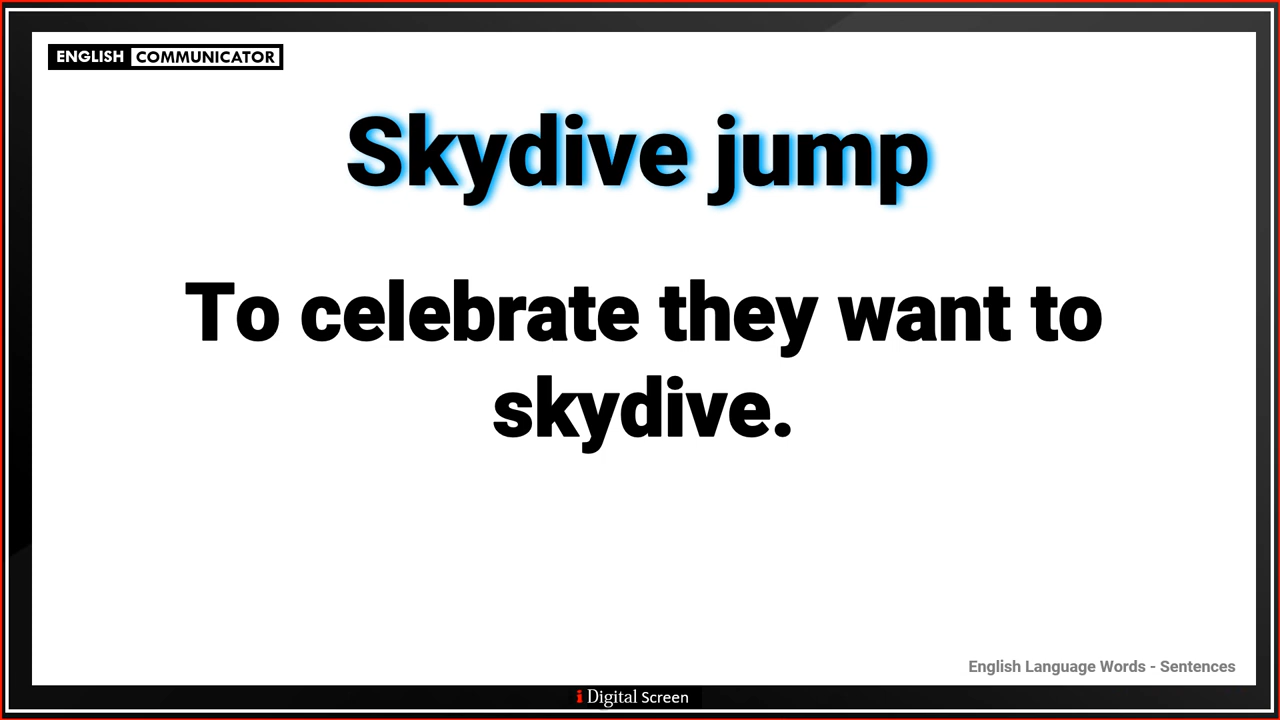 ENGLISH COMMUNICATOR
Skydive jump
To celebrate they want to
skydive.
English Language Words - Sentences
i Digital Screen